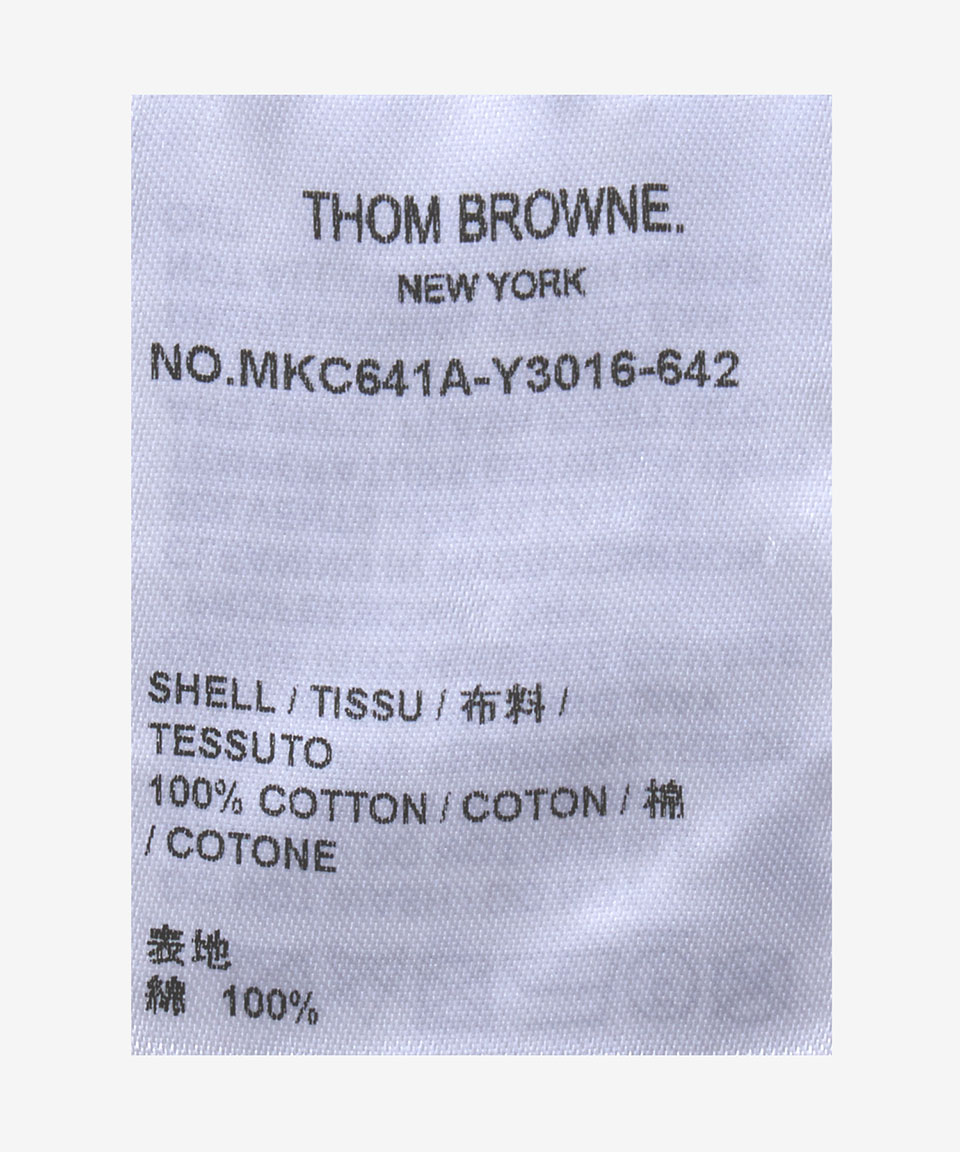 THOM BROWNE.
NEW YORK
NO.MKC641A-Y3016-642
SHELL / TISSU / 布料 /
TESSUTO
100% COTTON / COTON / 棉
/ COTONE
表地
綿 100%